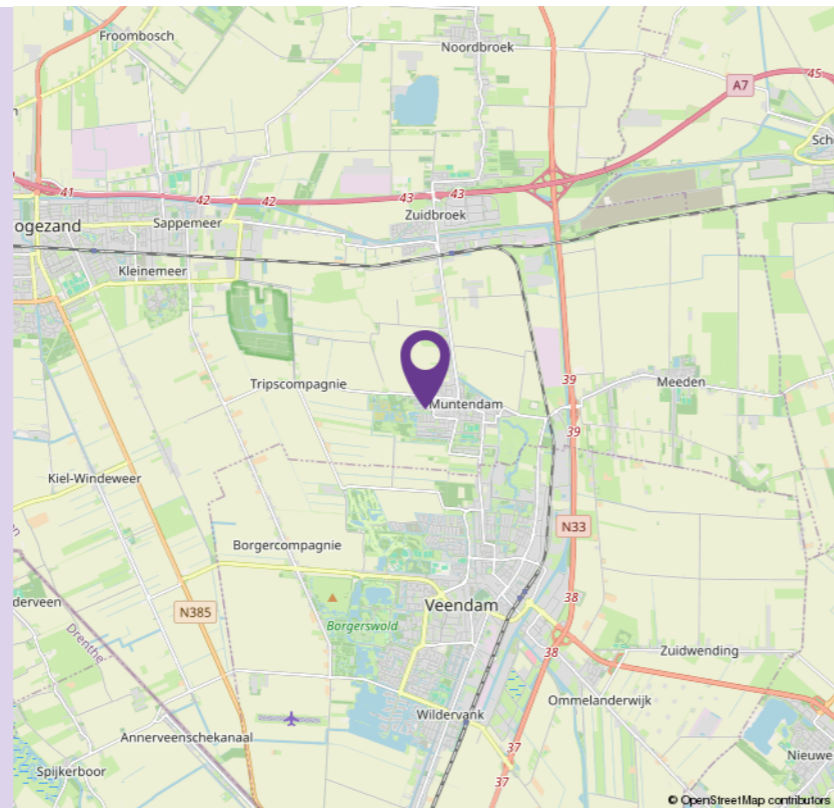 Froombosch
Noordbroek
A7
45
Sch
41
42
42
43
43
Zuidbroek
ogezand
Sappemeer
Kleinemeer
39
Tripscompagnie
Meeden
Muntendam
39
Kiel-Windeweer
N33
Borgercompagnie
38
N385
Veendam
derveen
Borgerswold
Drenthe
38
Zuidwending
Ommelanderwijk
Wildervank
Annerveenschekanaal
37
Nieuwe
Spijkerboor
37
© OpenStreetMap contributors